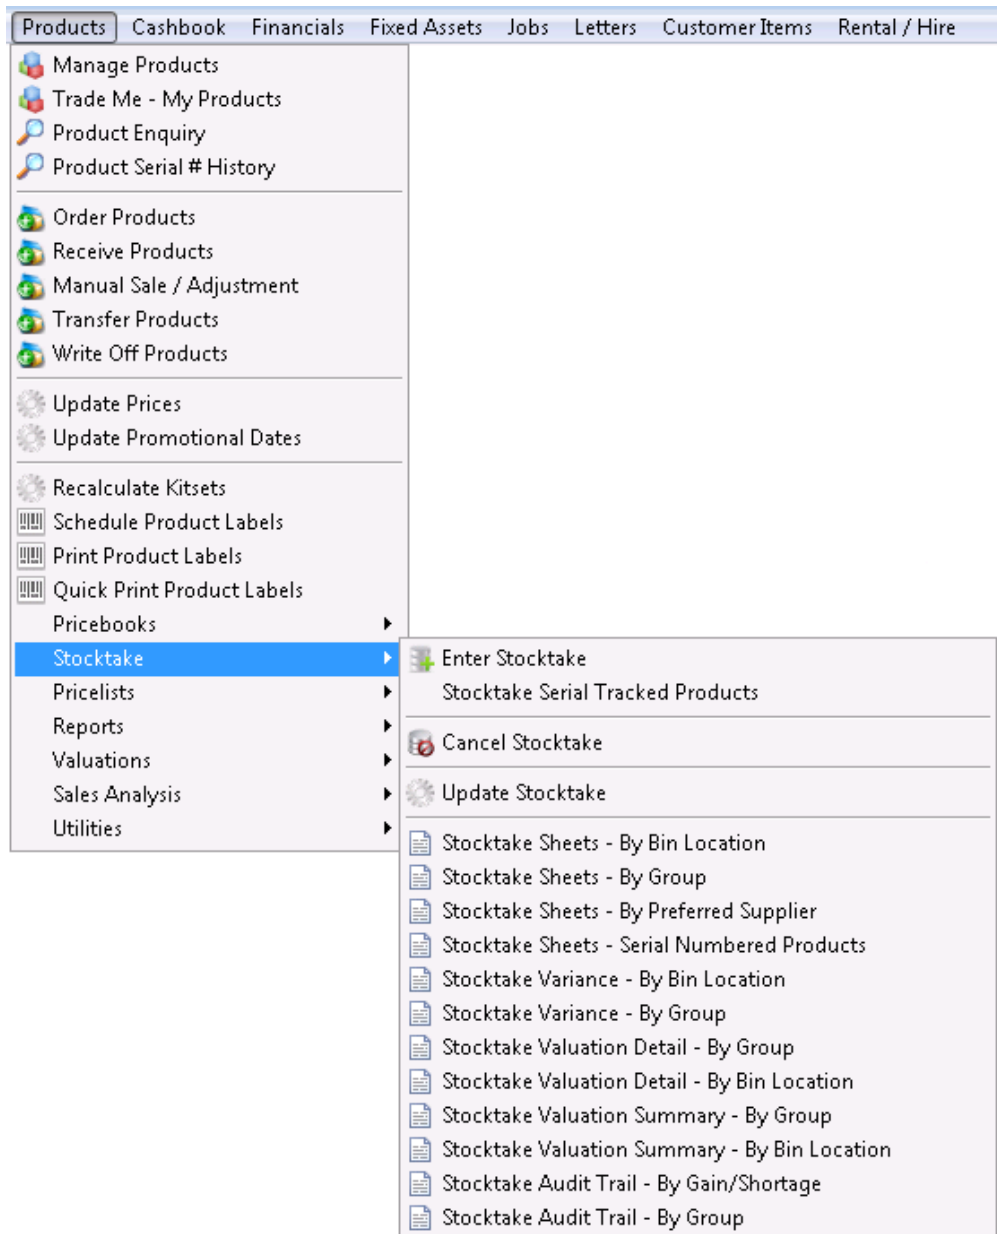 Products Cashbook Financials Fixed Assets Jobs Letters Customer Items Rental / Hire
Manage Products
Trade Me - My Products
Product Enquiry
Product Serial # History
Order Products
Receive Products
Manual Sale / Adjustment
Transfer Products
Write Off Products
Update Prices
Update Promotional Dates
Recalculate Kitsets
Schedule Product Labels
Print Product Labels
Quick Print Product Labels
Pricebooks
Stocktake
Pricelists
Reports
Valuations
Sales Analysis
Utilities
Enter Stocktake
Stocktake Serial Tracked Products
Cancel Stocktake
Update Stocktake
Stocktake Sheets - By Bin Location
Stocktake Sheets - By Group
Stocktake Sheets - By Preferred Supplier
Stocktake Sheets - Serial Numbered Products
Stocktake Variance - By Bin Location
Stocktake Variance - By Group
Stocktake Valuation Detail - By Group
Stocktake Valuation Detail - By Bin Location
Stocktake Valuation Summary - By Group
Stocktake Valuation Summary - By Bin Location
Stocktake Audit Trail - By Gain/Shortage
Stocktake Audit Trail - By Group